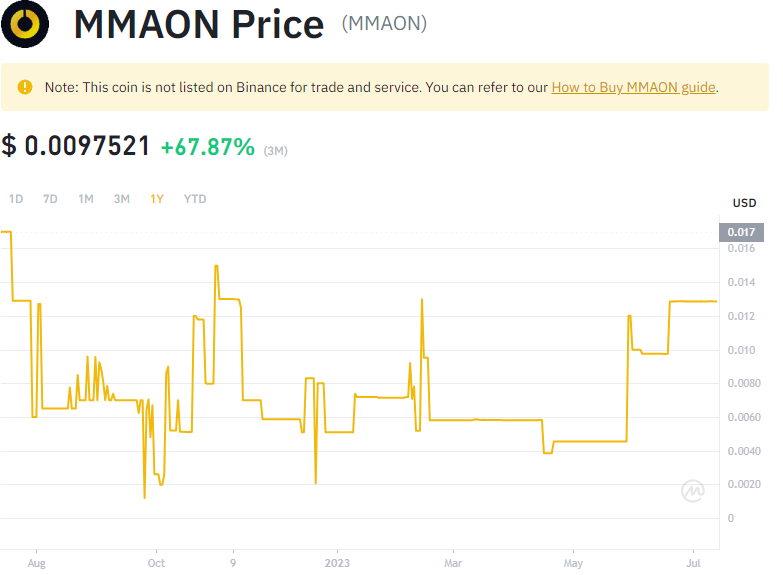 MMAON Price (MMAON)
Note: This coin is not listed on Binance for trade and service. You can refer to our How to Buy MMAON guide.
$ 0.0097521 +67.87% (3M)
1D 7D 1M 3M 1Y YTD
USD
0.017
0.016
0.014
0.012
0.010
0.0080
0.0060
0.0040
0.0020
0
Aug Oct 9 2023 Mar May Jul